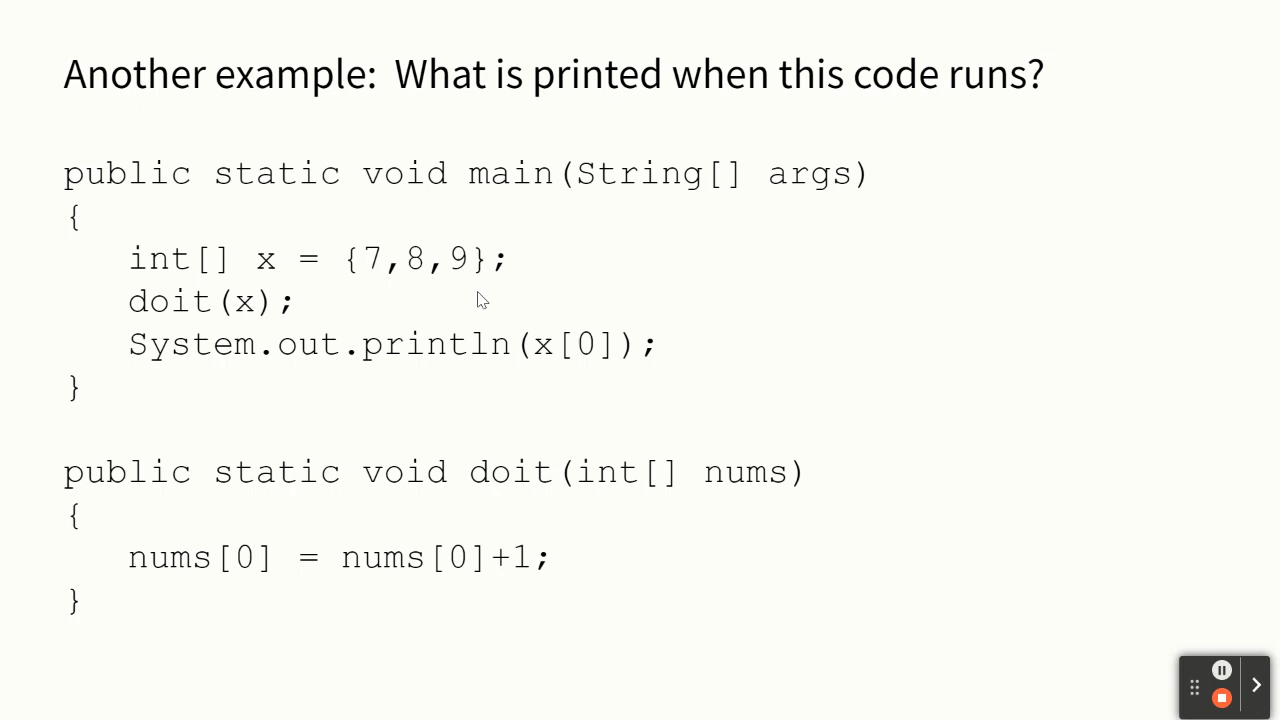 Another example:  What is printed when this code runs?
public static void main(String[] args)
{
   int[] x = {7,8,9};
   doit(x);
   System.out.println(x[0]);
}
public static void doit(int[] nums)
{
   nums[0] = nums[0]+1;
}